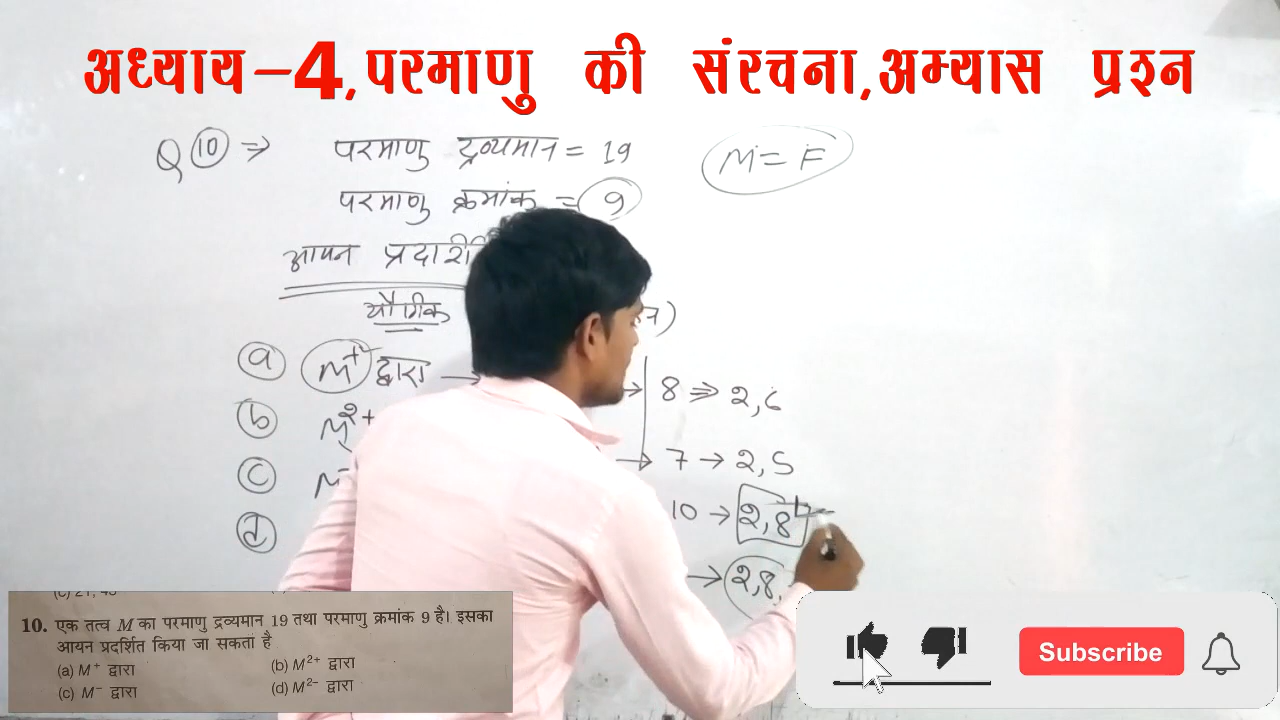 अध्याय-4,परमाणु की संरचना,अभ्यास प्रश्न
Q 10 ⇒ परमाणु द्रव्यमान = 19
M = F
परमाणु क्रमांक = 9
आयन
यौगिक
a M⁺ द्वारा → → 8 ⇒ 2,6
b M²⁺ → 7 → 2,5
c M⁻ 10 → 2,8
d → 2,8,
10. एक तत्व M का परमाणु द्रव्यमान 19 तथा परमाणु क्रमांक 9 है। इसका
आयन प्रदर्शित किया जा सकता है
(a) M⁺ द्वारा (b) M²⁺ द्वारा
(c) M⁻ द्वारा (d) M²⁻ द्वारा
Subscribe